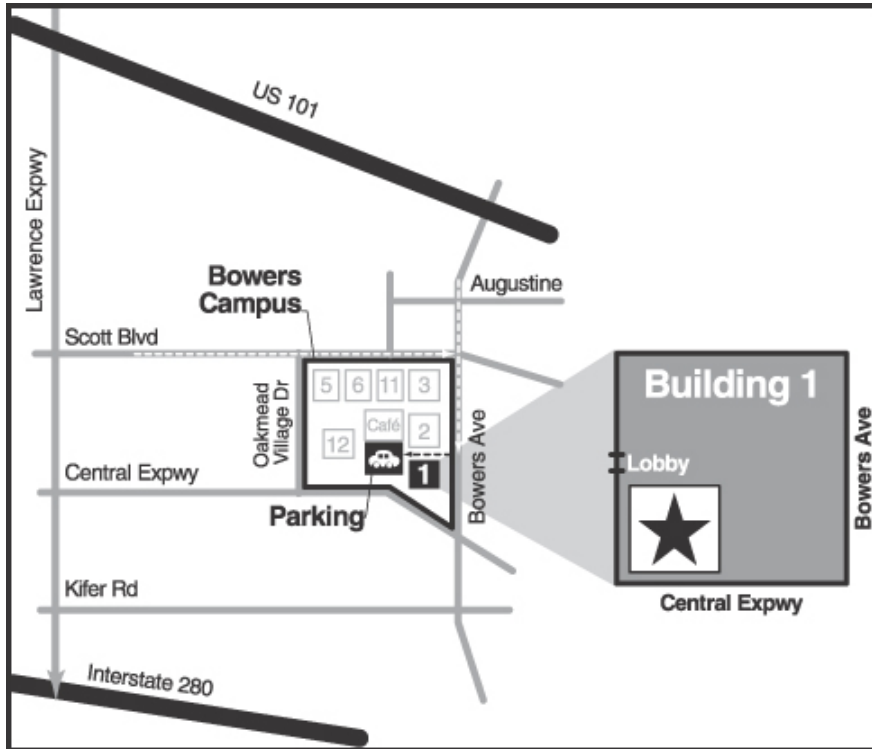 US 101
Lawrence Expwy
Bowers
Campus
Augustine
Scott Blvd
5
6
11
3
Oakmead
Village Dr
Café
12
2
1
Central Expwy
Parking
Bowers Ave
Kifer Rd
Interstate 280
Building 1
Lobby
Bowers Ave
Central Expwy